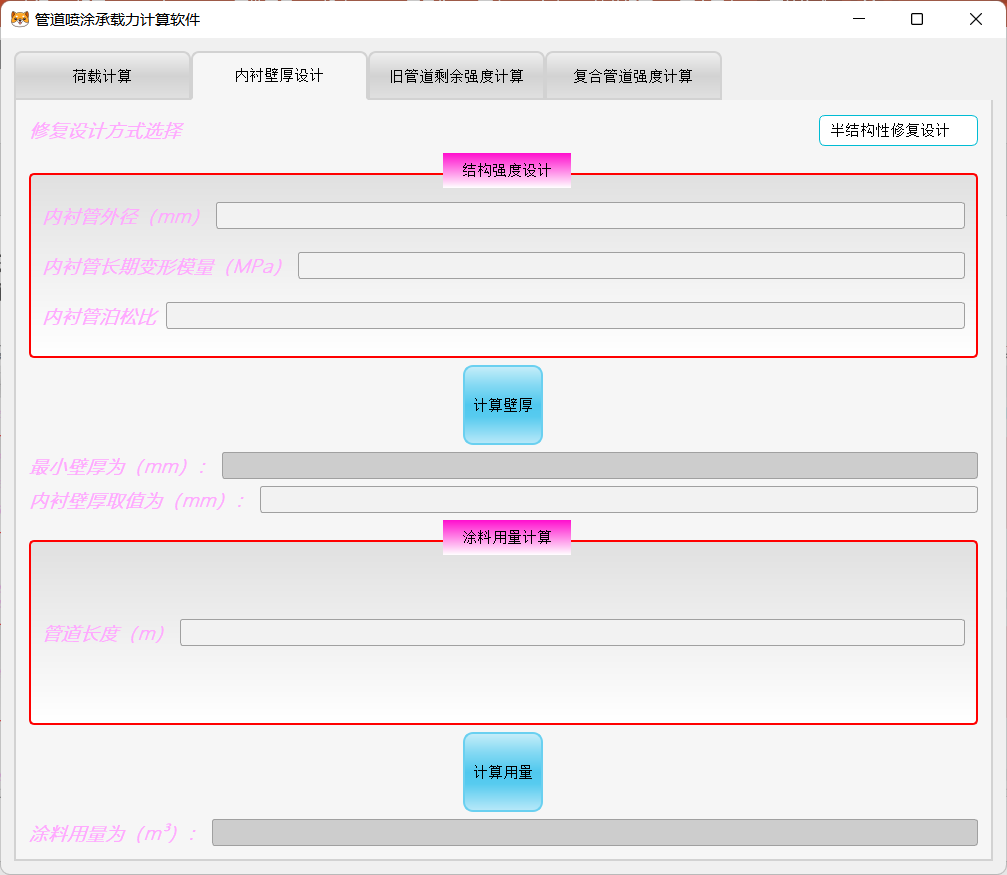 管道喷涂承载力计算软件
荷载计算
内衬壁厚设计
旧管道剩余强度计算
复合管道强度计算
修复设计方式选择
半结构性修复设计
结构强度设计
内衬管外径（mm）
内衬管长期变形模量（MPa）
内衬管泊松比
计算壁厚
最小壁厚为（mm）：
内衬壁厚取值为（mm）：
涂料用量计算
管道长度（m）
计算用量
涂料用量为（m³）：